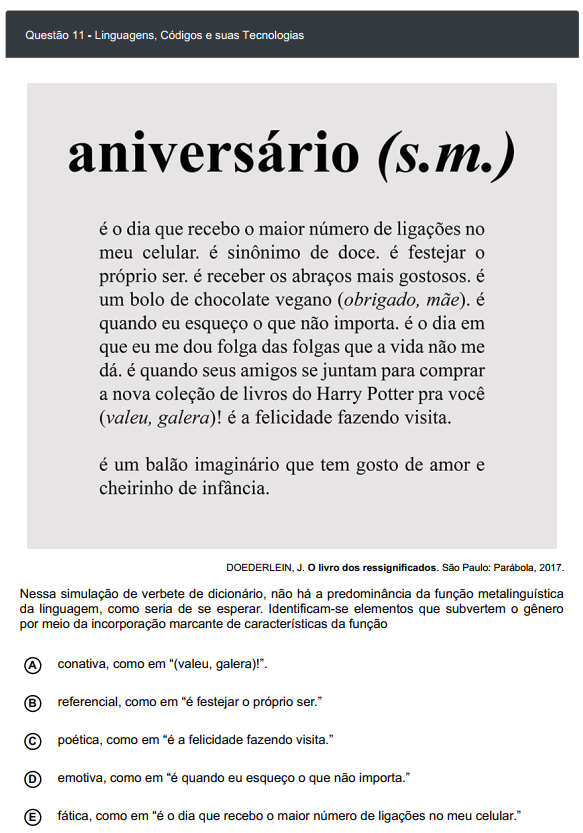 Questão 11 - Linguagens, Códigos e suas Tecnologias
aniversário (s.m.)
é o dia que recebo o maior número de ligações no
meu celular. é sinônimo de doce. é festejar o
próprio ser. é receber os abraços mais gostosos. é
um bolo de chocolate vegano (obrigado, mãe). é
quando eu esqueço o que não importa. é o dia em
que eu me dou folga das folgas que a vida não me
dá. é quando seus amigos se juntam para comprar
a nova coleção de livros do Harry Potter pra você
(valeu, galera)! é a felicidade fazendo visita.
é um balão imaginário que tem gosto de amor e
cheirinho de infância.
DOEDERLEIN, J. O livro dos ressignificados. São Paulo: Parábola, 2017.
Nessa simulação de verbete de dicionário, não há a predominância da função metalinguística
da linguagem, como seria de se esperar. Identificam-se elementos que subvertem o gênero
por meio da incorporação marcante de características da função
A conativa, como em “(valeu, galera)!”.
B referencial, como em “é festejar o próprio ser.”
C poética, como em “é a felicidade fazendo visita.”
D emotiva, como em “é quando eu esqueço o que não importa.”
E fática, como em “é o dia que recebo o maior número de ligações no meu celular.”